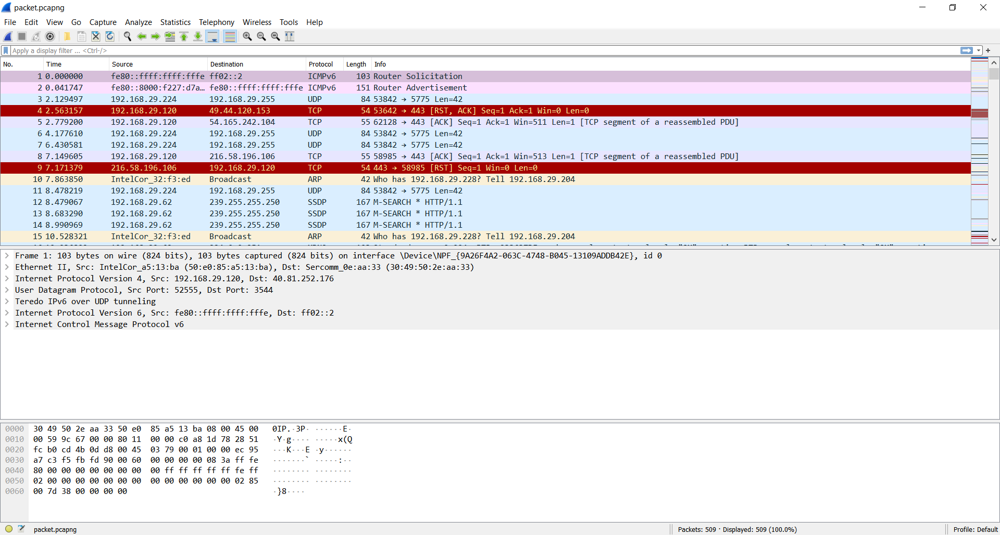 packet.pcapng
File Edit View Go Capture Analyze Statistics Telephony Wireless Tools Help
Apply a display filter ... <Ctrl-/>
No. Time Source Destination Protocol Length Info
1 0.000000 fe80::ffff:ffff:fffe ff02::2 ICMPv6 103 Router Solicitation
2 0.041747 fe80::8000:f227:d7a… fe80::ffff:ffff:fffe ICMPv6 151 Router Advertisement
3 2.129497 192.168.29.224 192.168.29.255 UDP 84 53842 → 5775 Len=42
4 2.563157 192.168.29.120 49.44.120.153 TCP 54 53642 → 443 [RST, ACK] Seq=1 Ack=1 Win=0 Len=0
5 2.779200 192.168.29.120 54.165.242.104 TCP 55 62128 → 443 [ACK] Seq=1 Ack=1 Win=511 Len=1 [TCP segment of a reassembled PDU]
6 4.177610 192.168.29.224 192.168.29.255 UDP 84 53842 → 5775 Len=42
7 6.430581 192.168.29.224 192.168.29.255 UDP 84 53842 → 5775 Len=42
8 7.149605 192.168.29.120 216.58.196.106 TCP 55 58985 → 443 [ACK] Seq=1 Ack=1 Win=513 Len=1 [TCP segment of a reassembled PDU]
9 7.171379 216.58.196.106 192.168.29.120 TCP 54 443 → 58985 [RST] Seq=1 Win=0 Len=0
10 7.863850 IntelCor_32:f3:ed Broadcast ARP 42 Who has 192.168.29.228? Tell 192.168.29.204
11 8.478219 192.168.29.224 192.168.29.255 UDP 84 53842 → 5775 Len=42
12 8.479067 192.168.29.62 239.255.255.250 SSDP 167 M-SEARCH * HTTP/1.1
13 8.683290 192.168.29.62 239.255.255.250 SSDP 167 M-SEARCH * HTTP/1.1
14 8.990969 192.168.29.62 239.255.255.250 SSDP 167 M-SEARCH * HTTP/1.1
15 10.528321 IntelCor_32:f3:ed Broadcast ARP 42 Who has 192.168.29.228? Tell 192.168.29.204
Frame 1: 103 bytes on wire (824 bits), 103 bytes captured (824 bits) on interface \Device\NPF_{9A26F4A2-063C-4748-B045-13109ADDB42E}, id 0
Ethernet II, Src: IntelCor_a5:13:ba (50:e0:85:a5:13:ba), Dst: Sercomm_0e:aa:33 (30:49:50:2e:aa:33)
Internet Protocol Version 4, Src: 192.168.29.120, Dst: 40.81.252.176
User Datagram Protocol, Src Port: 52555, Dst Port: 3544
Teredo IPv6 over UDP tunneling
Internet Protocol Version 6, Src: fe80::ffff:ffff:fffe, Dst: ff02::2
Internet Control Message Protocol v6
0000 30 49 50 2e aa 33 50 e0 85 a5 13 ba 08 00 45 00 0IP.·3P· ······E·
0010 00 59 9c 67 00 00 80 11 00 00 c0 a8 1d 78 28 51 ·Y·g···· ·····x(Q
0020 fc b0 cd 4b 0d d8 00 45 03 79 00 01 00 00 ec 95 ···K···E ·y······
0030 a7 c3 f5 fb fd 90 00 60 00 00 00 00 08 3a ff fe ·······` ·····:··
0040 80 00 00 00 00 00 00 00 00 ff ff ff ff ff fe ff ········ ········
0050 02 00 00 00 00 00 00 00 00 00 00 00 00 00 02 85 ········ ········
0060 00 7d 38 00 00 00 00 ·}8····
packet.pcapng Packets: 509 · Displayed: 509 (100.0%) Profile: Default